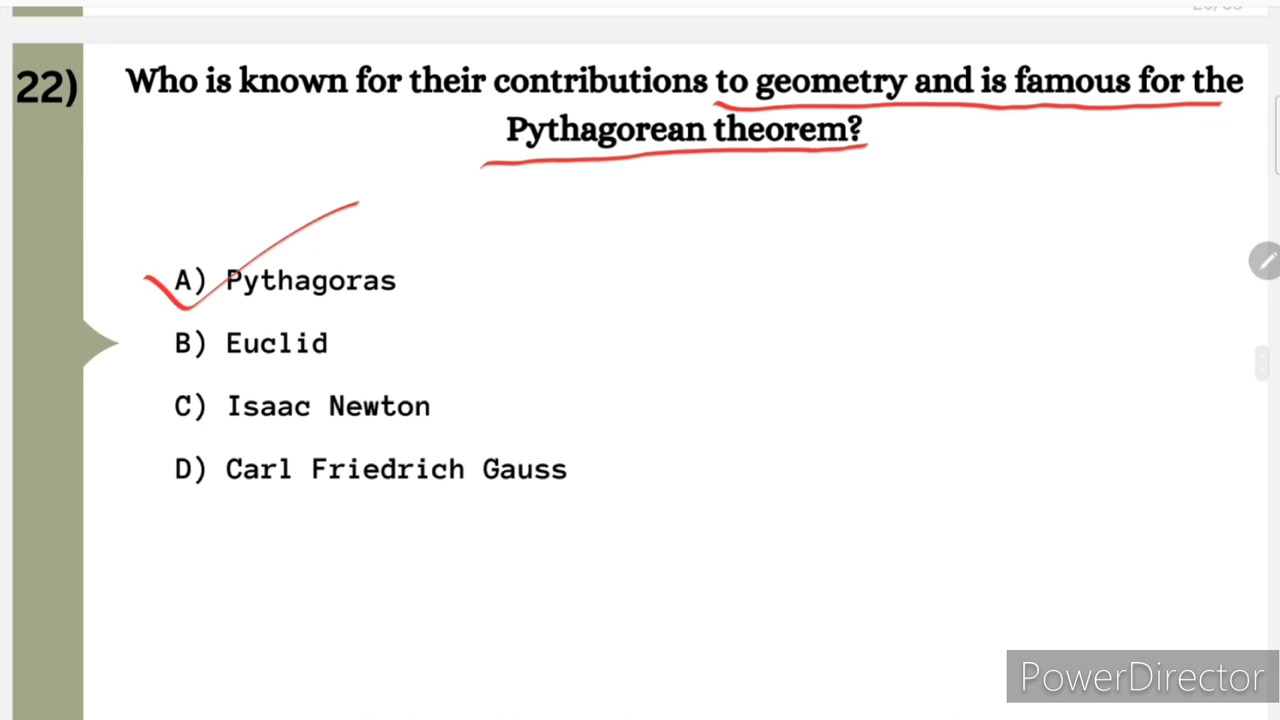 22) Who is known for their contributions to geometry and is famous for the
Pythagorean theorem?
A) Pythagoras
B) Euclid
C) Isaac Newton
D) Carl Friedrich Gauss
PowerDirector